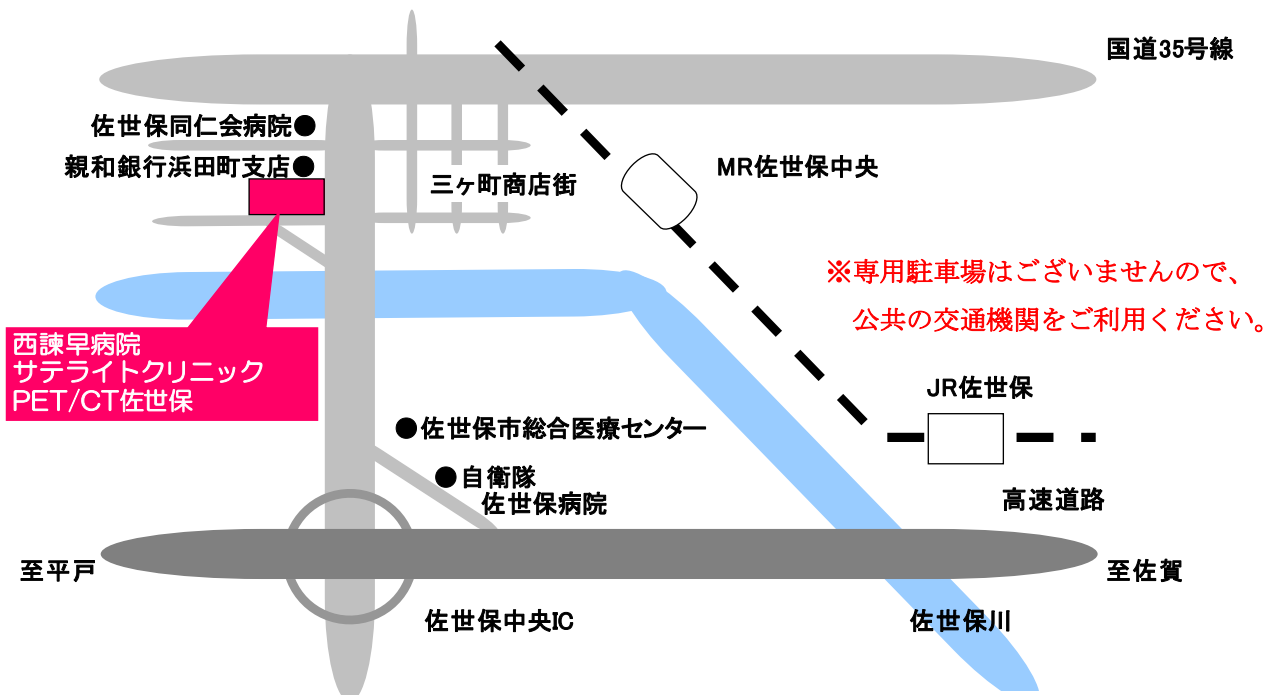 国道35号線
佐世保同仁会病院●
親和銀行浜田町支店●
MR佐世保中央
三ヶ町商店街
※専用駐車場はございませんので、
公共の交通機関をご利用ください。
西諫早病院
サテライトクリニック
PET/CT佐世保
JR佐世保
●佐世保市総合医療センター
●自衛隊
佐世保病院
高速道路
至平戸
至佐賀
佐世保中央IC
佐世保川